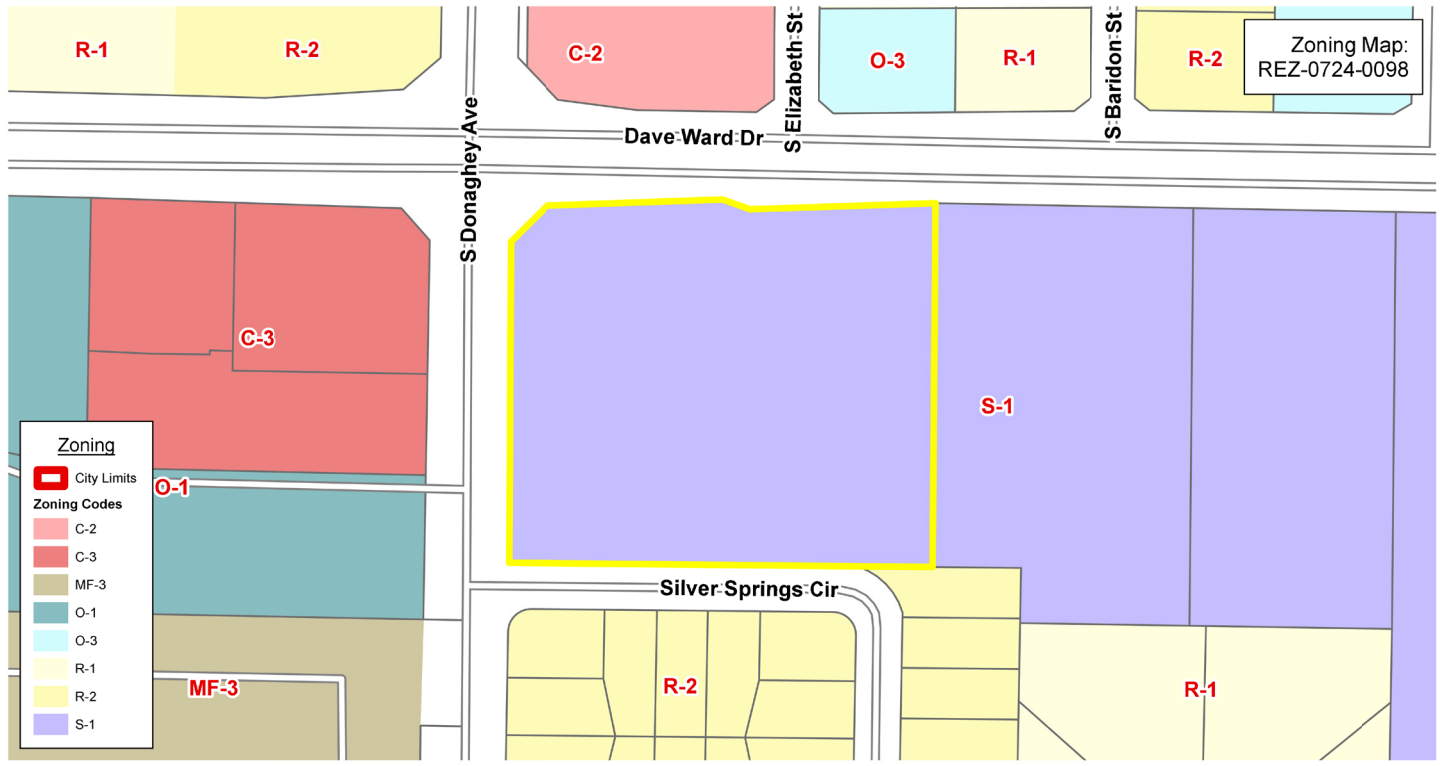 R-1
R-2
C-2
S Elizabeth St
O-3
R-1
S Baridon St
R-2
Zoning Map:
REZ-0724-0098
Dave Ward Dr
S Donaghey Ave
C-3
S-1
O-1
Silver Springs Cir
MF-3
R-2
R-1
Zoning
City Limits
Zoning Codes
C-2
C-3
MF-3
O-1
O-3
R-1
R-2
S-1